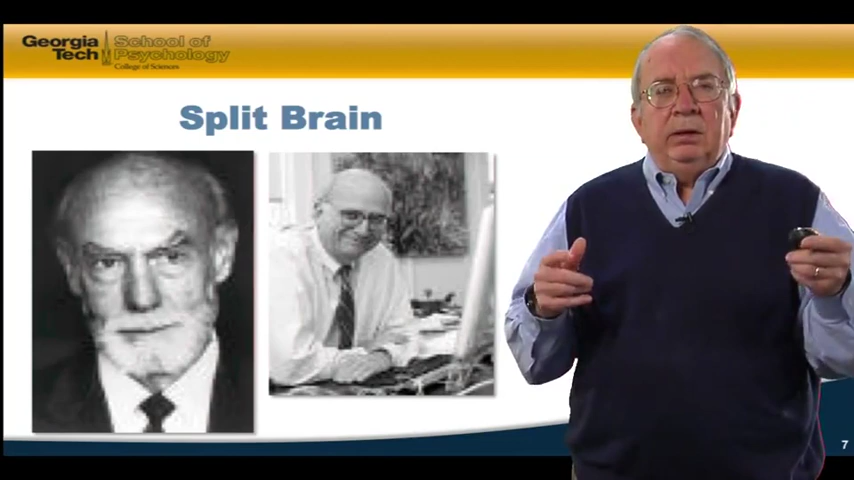 Georgia
Tech
School of
Psychology
College of Sciences
Split Brain
7